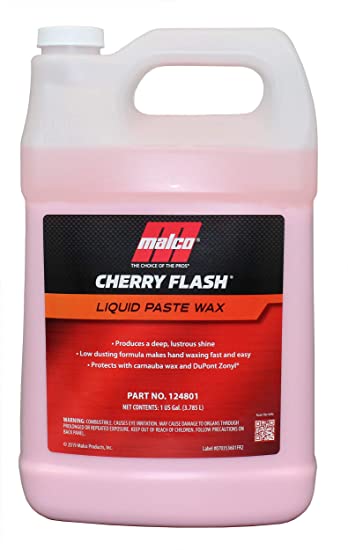 malco®
THE CHOICE OF THE PROS®
CHERRY FLASH®
LIQUID PASTE WAX
• Produces a deep, lustrous shine
• Low dusting formula makes hand waxing fast and easy
• Protects with carnauba wax and DuPont Zonyl®
PART NO. 124801
NET CONTENTS: 1 US Gal. (3.785 L)
WARNING: COMBUSTIBLE. CAUSES EYE IRRITATION. MAY CAUSE DAMAGE TO ORGANS THROUGH
PROLONGED OR REPEATED EXPOSURE. KEEP OUT OF REACH OF CHILDREN. FOLLOW PRECAUTIONS ON
BACK PANEL.
© 2019 Malco Products, Inc.